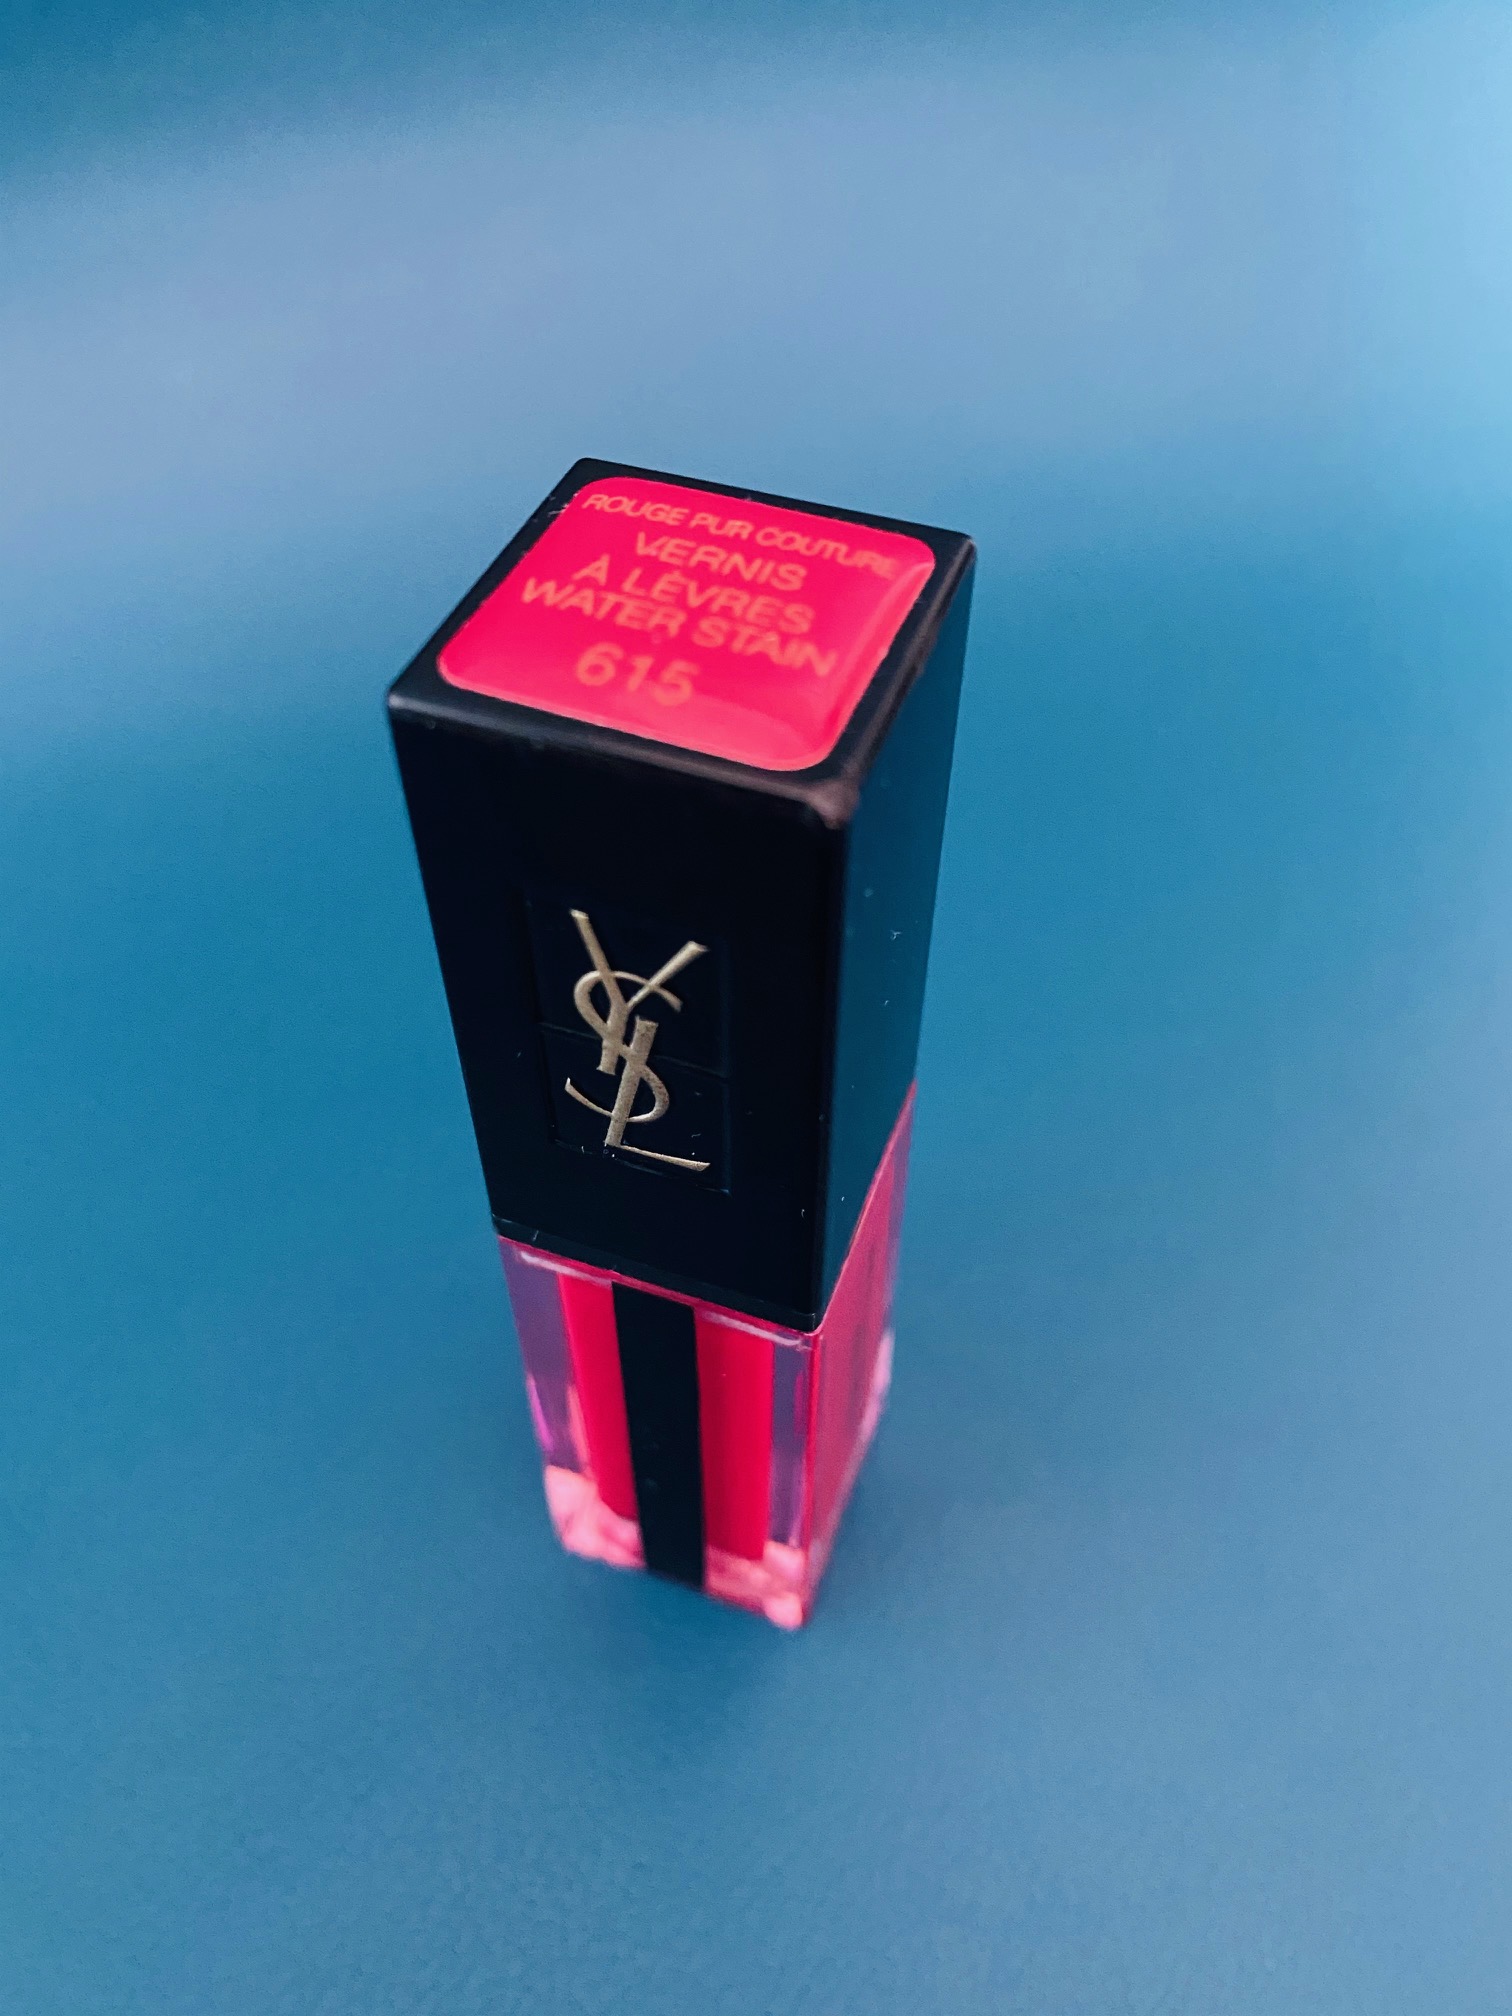 ROUGE PUR COUTURE
VERNIS
À LÈVRES
WATER STAIN
615
YSL